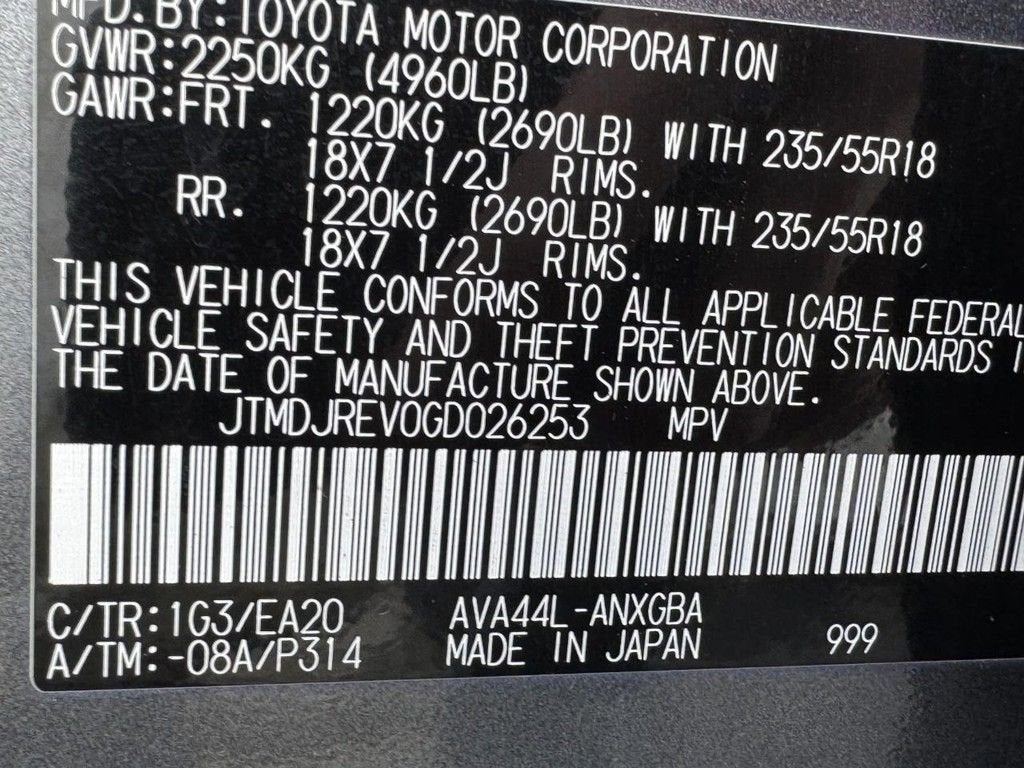 MFD.BY:TOYOTA MOTOR CORPORATION
GVWR:2250KG (4960LB)
GAWR:FRT. 1220KG (2690LB) WITH 235/55R18
18X7 1/2J RIMS.
RR. 1220KG (2690LB) WITH 235/55R18
18X7 1/2J RIMS.
THIS VEHICLE CONFORMS TO ALL APPLICABLE FEDERAL
VEHICLE SAFETY AND THEFT PREVENTION STANDARDS
THE DATE OF MANUFACTURE SHOWN ABOVE.
JTMDJREV0GD026253 MPV
C/TR:1G3/EA20 AVA44L-ANXGBA
A/TM:-08A/P314 MADE IN JAPAN 999